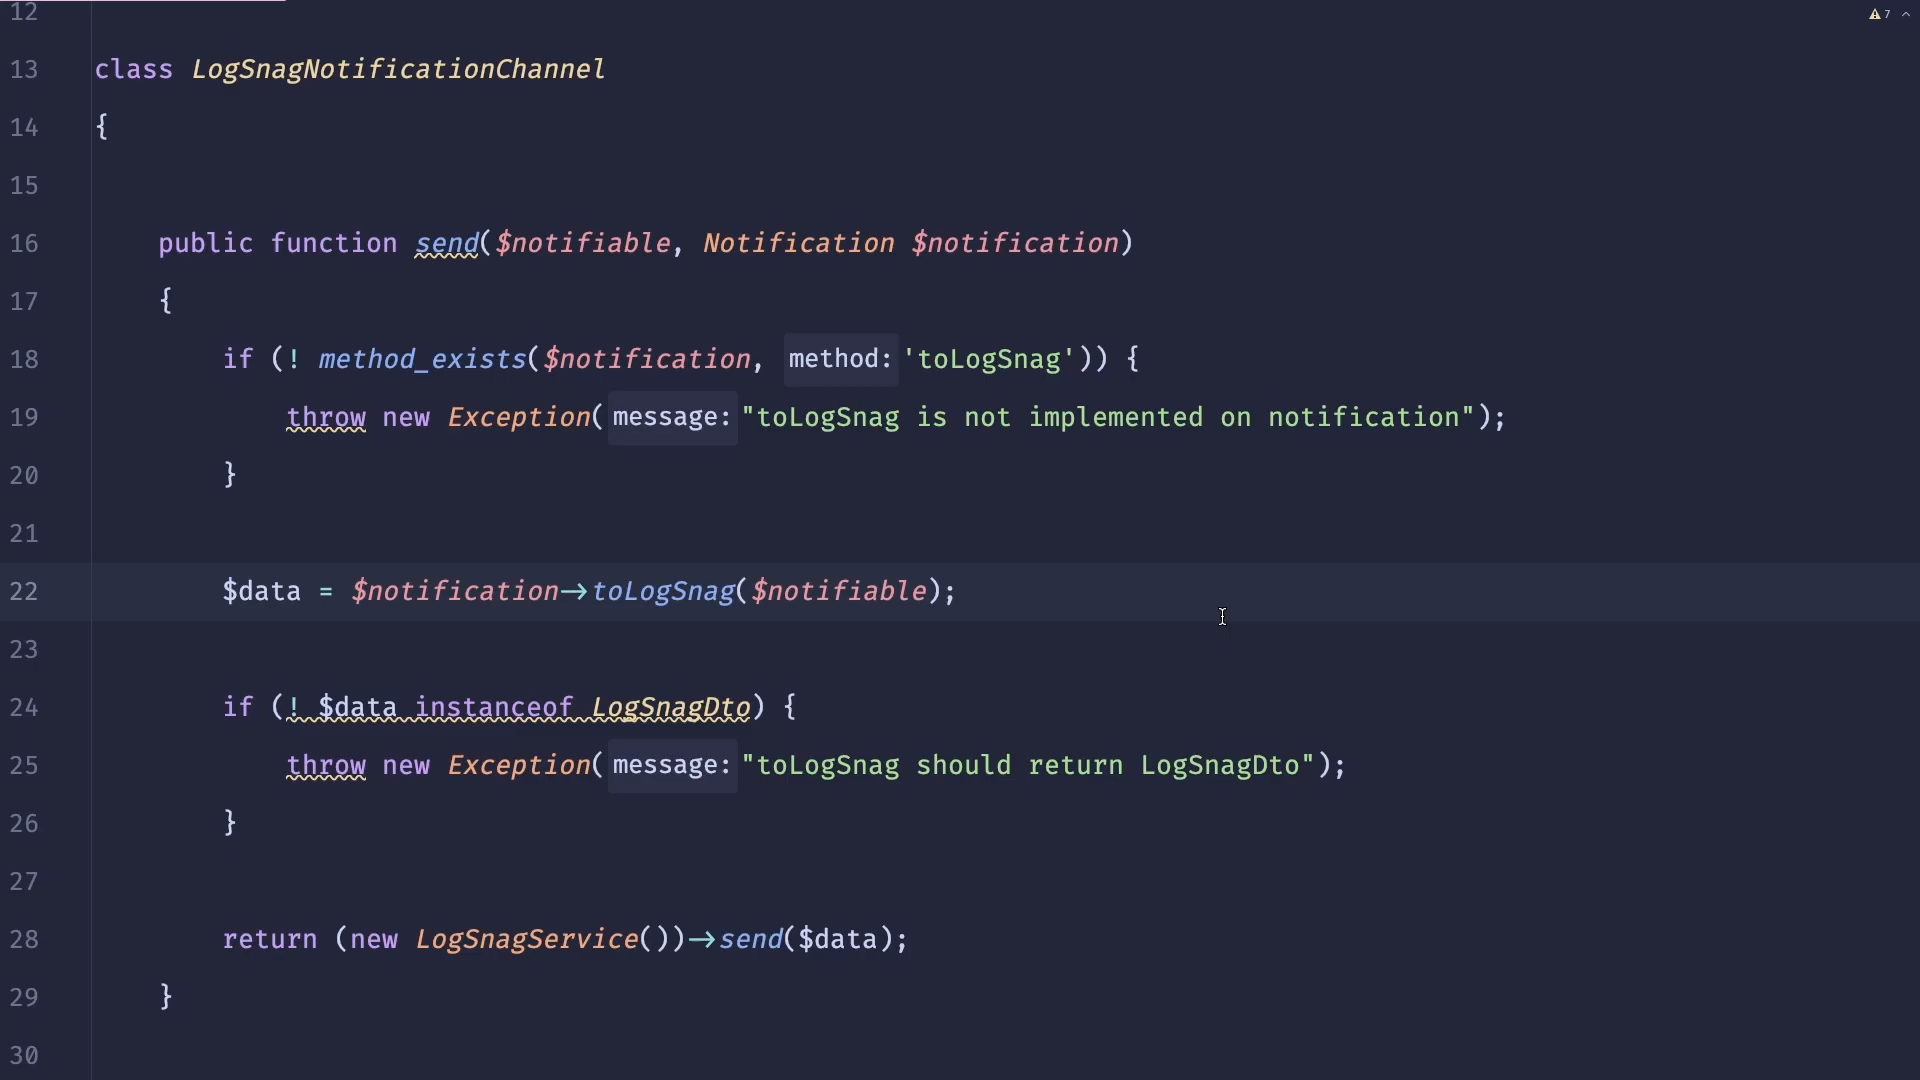 12
⚠ 7
13 class LogSnagNotificationChannel
14 {
15
16 public function send($notifiable, Notification $notification)
17 {
18 if (! method_exists($notification, method: 'toLogSnag')) {
19 throw new Exception( message: "toLogSnag is not implemented on notification");
20 }
21
22 $data = $notification->toLogSnag($notifiable);
23
24 if (! $data instanceof LogSnagDto) {
25 throw new Exception( message: "toLogSnag should return LogSnagDto");
26 }
27
28 return (new LogSnagService())->send($data);
29 }
30